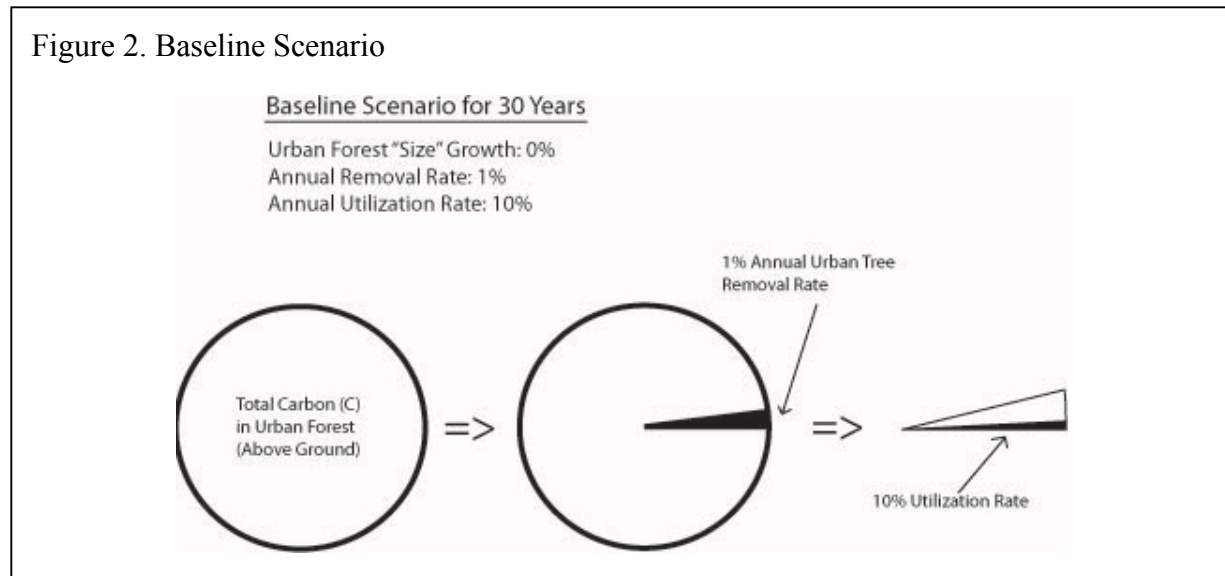 Figure 2. Baseline Scenario
Baseline Scenario for 30 Years
Urban Forest "Size" Growth: 0%
Annual Removal Rate: 1%
Annual Utilization Rate: 10%
1% Annual Urban Tree
Removal Rate
Total Carbon (C)
in Urban Forest
(Above Ground)
=>
=>
10% Utilization Rate